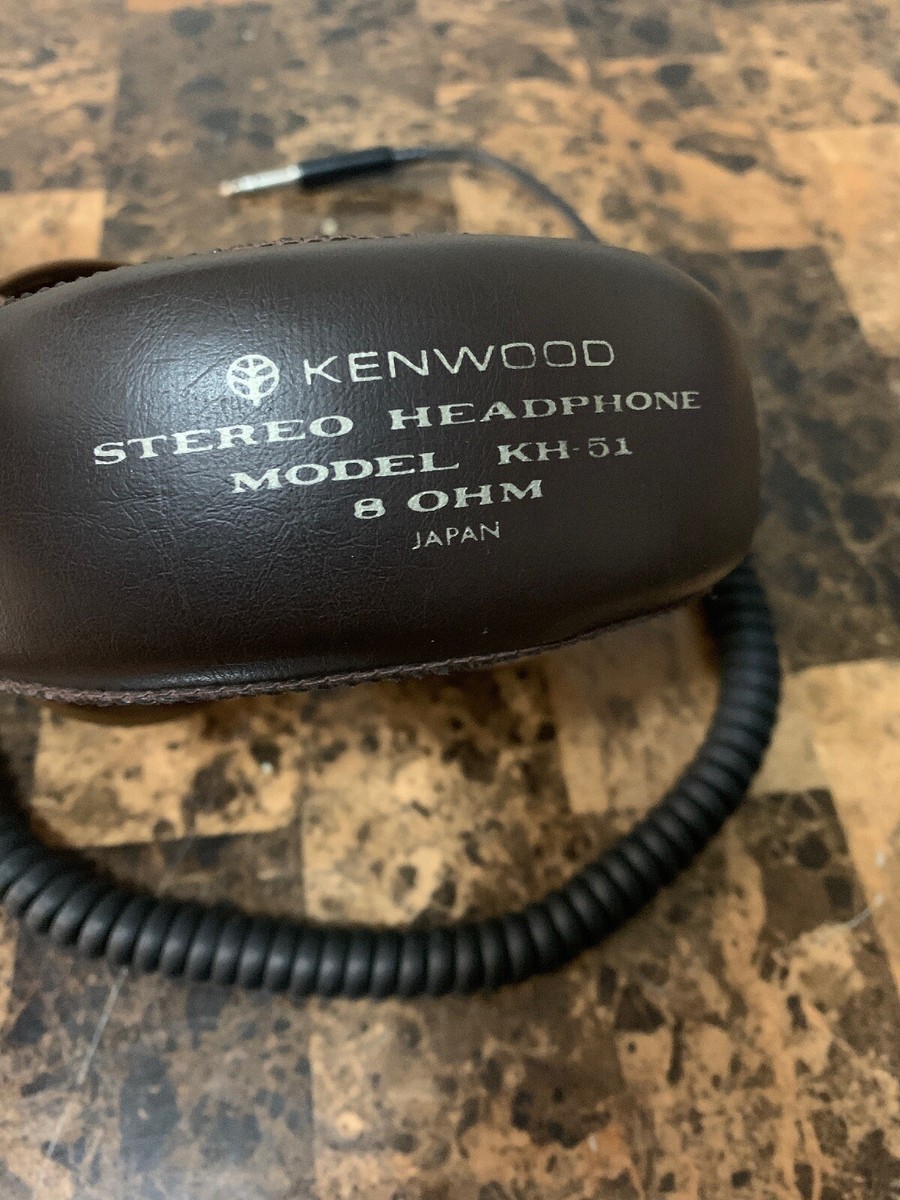 KENWOOD
STEREO HEADPHONE
MODEL KH-51
8 OHM
JAPAN